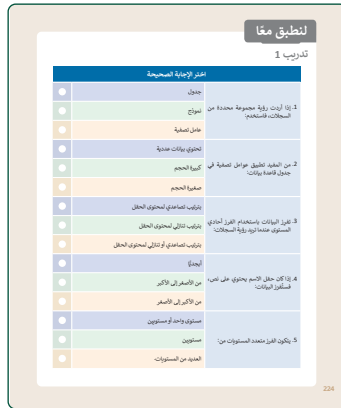 لنطبق معًا
تدريب 1
اختر الإجابة الصحيحة
1. إذا أردت رؤية مجموعة محددة من السجلات، فاستخدم:
جدول
نموذج
عامل تصفية
2. من المفيد تطبيق عوامل تصفية في جدول قاعدة بيانات:
تحتوي بيانات عددية
كبيرة الحجم
صغيرة الحجم
3. تفرز البيانات باستخدام الفرز أحادي المستوى عندما تريد رؤية السجلات:
بترتيب تصاعدي لمحتوى الحقل
بترتيب تنازلي لمحتوى الحقل
بترتيب تصاعدي أو تنازلي لمحتوى الحقل
4. إذا كان حقل الاسم يحتوي على نص، فستُفرز البيانات:
أبجديًا
من الأصغر إلى الأكبر
من الأكبر إلى الأصغر
5. يتكون الفرز متعدد المستويات من:
مستوى واحد أو مستويين
مستويين
العديد من المستويات
224